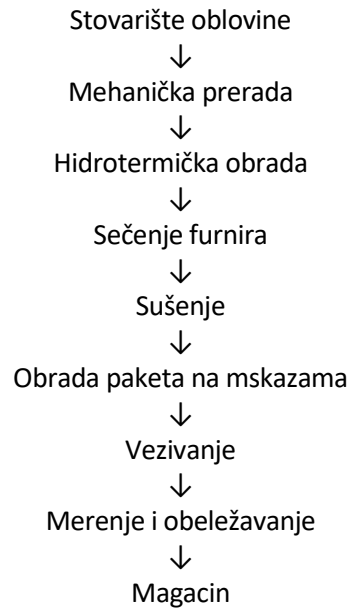 Stovarište oblovine
↓
Mehanička prerada
↓
Hidrotermička obrada
↓
Sečenje furnira
↓
Sušenje
↓
Obrada paketa na mskazama
↓
Vezivanje
↓
Merenje i obeležavanje
↓
Magacin